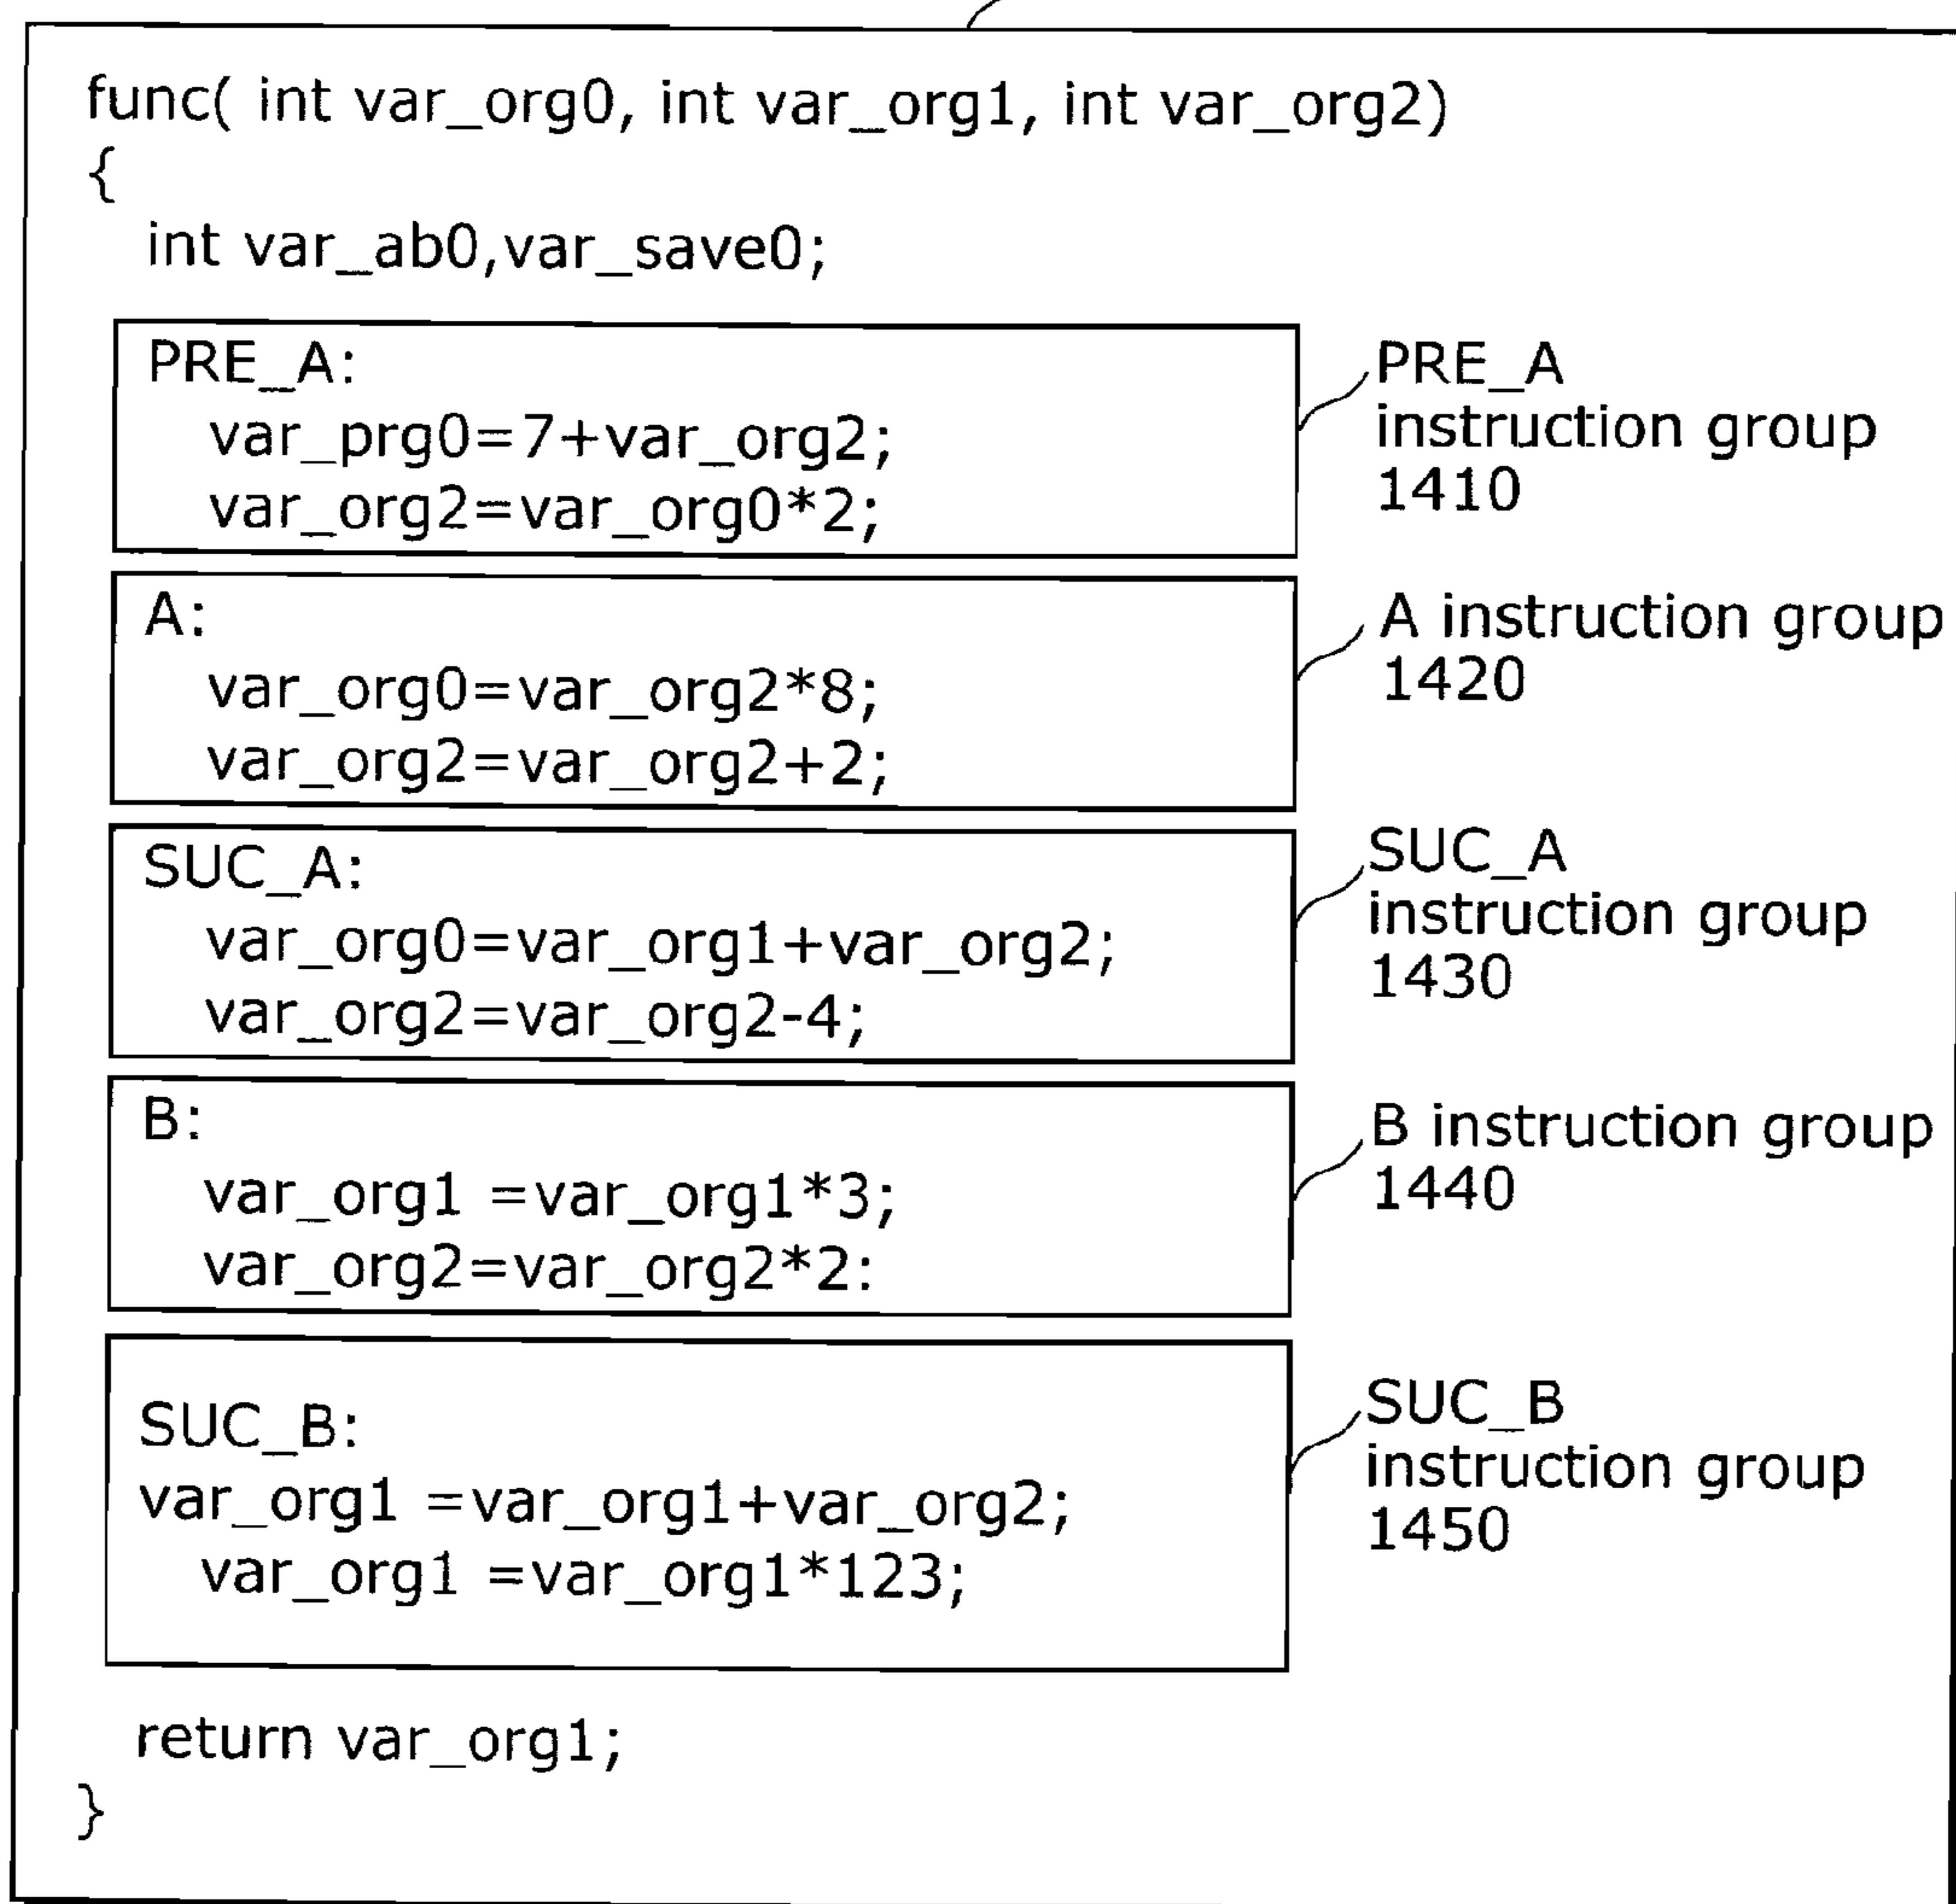 func( int var_org0, int var_org1, int var_org2)
{
int var_ab0,var_save0;
PRE_A:
var_prg0=7+var_org2;
var_org2=var_org0*2;
PRE_A
instruction group
1410
A:
var_org0=var_org2*8;
var_org2=var_org2+2;
A instruction group
1420
SUC_A:
var_org0=var_org1+var_org2;
var_org2=var_org2-4;
SUC_A
instruction group
1430
B:
var_org1 =var_org1*3;
var_org2=var_org2*2:
B instruction group
1440
SUC_B:
var_org1 =var_org1+var_org2;
var_org1 =var_org1*123;
SUC_B
instruction group
1450
return var_org1;
}